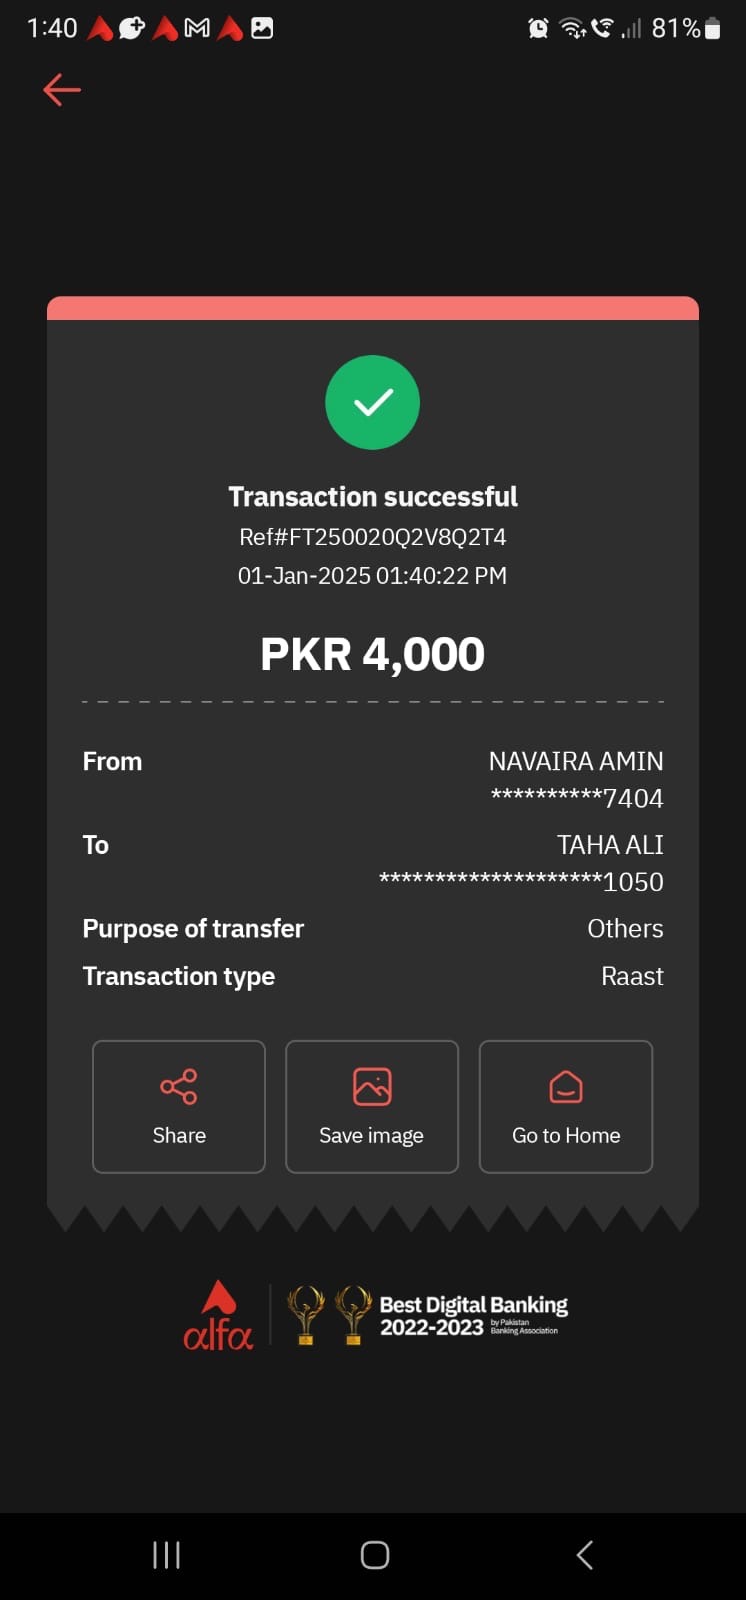 1:40
81%
Transaction successful
Ref#FT250020Q2V8Q2T4
01-Jan-2025 01:40:22 PM
PKR 4,000
From NAVAIRA AMIN
**********7404
To TAHA ALI
********************1050
Purpose of transfer Others
Transaction type Raast
Share Save image Go to Home
alfa
Best Digital Banking
2022-2023 by Pakistan
Banking Association